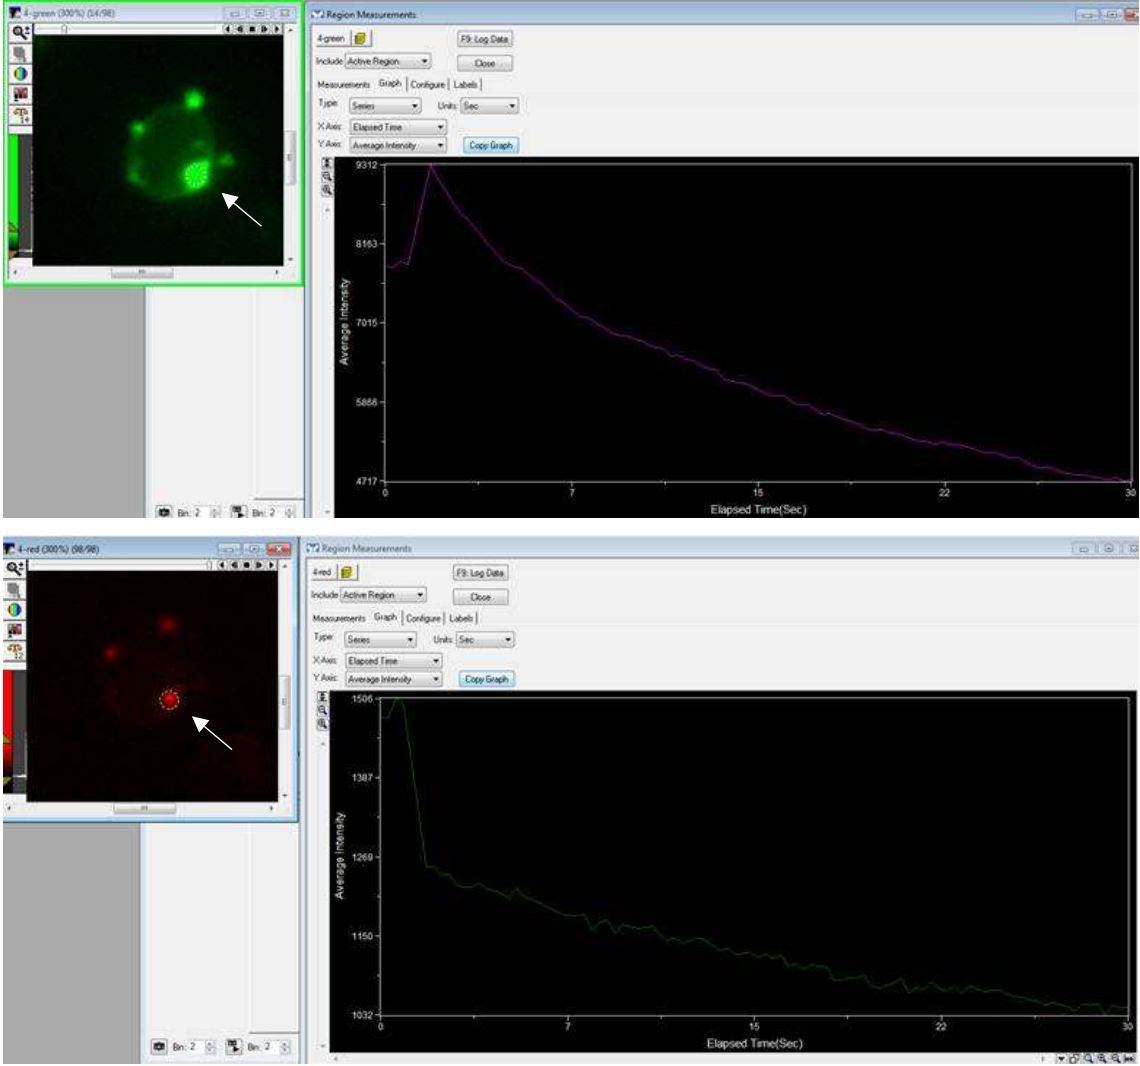 4-green (300%) (14/98)
14
Bin: 2 Bin: 2
Region Measurements
4-green F9: Log Data
Include Active Region Close
Measurements Graph Configure Labels
Type: Series Units: Sec
X Axis: Elapsed Time
Y Axis: Average Intensity Copy Graph
9312
8163
7015
5866
4717
Average Intensity
0 7 15 22 30
Elapsed Time(Sec)
4-red (300%) (98/98)
12
Bin: 2 Bin: 2
Region Measurements
4-red F9: Log Data
Include Active Region Close
Measurements Graph Configure Labels
Type: Series Units: Sec
X Axis: Elapsed Time
Y Axis: Average Intensity Copy Graph
1506
1387
1269
1150
1032
Average Intensity
0 7 15 22 30
Elapsed Time(Sec)